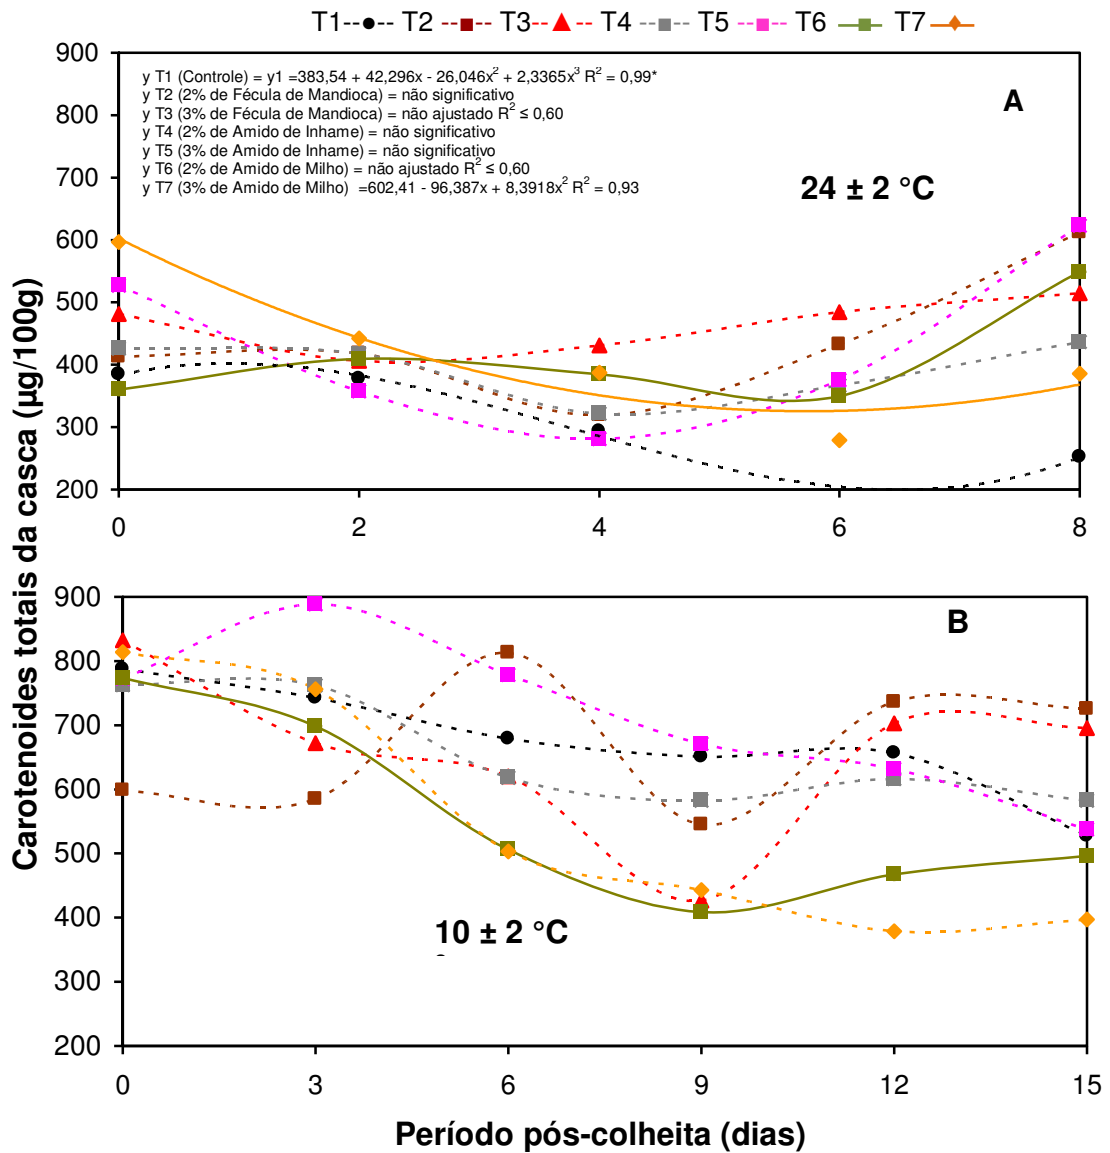 T1 T2 T3 T4 T5 T6 T7
900
800
700
600
500
400
300
200
y T1 (Controle) = y1 =383,54 + 42,296x - 26,046x² + 2,3365x³ R² = 0,99*
y T2 (2% de Fécula de Mandioca) = não significativo
y T3 (3% de Fécula de Mandioca) = não ajustado R² ≤ 0,60
y T4 (2% de Amido de Inhame) = não significativo
y T5 (3% de Amido de Inhame) = não significativo
y T6 (2% de Amido de Milho) = não ajustado R² ≤ 0,60
y T7 (3% de Amido de Milho) =602,41 - 96,387x + 8,3918x² R² = 0,93
A
24 ± 2 °C
0 2 4 6 8
Carotenoides totais da casca (µg/100g)
900
800
700
600
500
400
300
200
B
10 ± 2 °C
0 3 6 9 12 15
Período pós-colheita (dias)